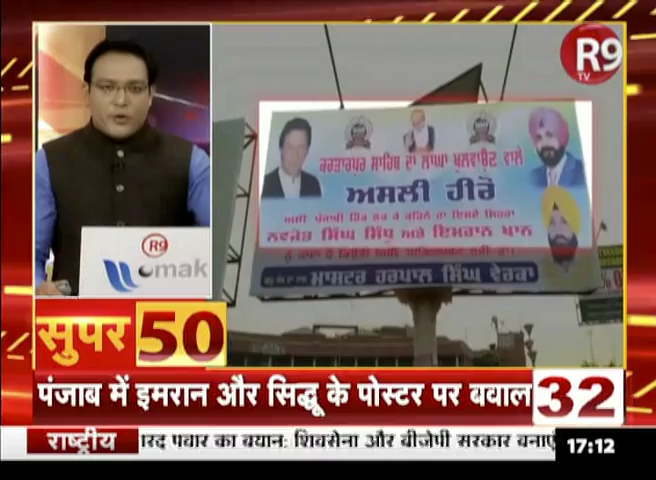 R9
TV
ਕਰਤਾਰਪੁਰ ਸਾਹਿਬ ਦਾ ਲਾਂਘਾ ਖੁਲਵਾਉਣ ਵਾਲੇ
ਅਸਲੀ ਹੀਰੋ
ਨਵਜੋਤ ਸਿੰਘ ਸਿੱਧੂ ਅਤੇ ਇਮਰਾਨ ਖਾਨ
ਮਾਸਟਰ ਹਰਪਾਲ ਸਿੰਘ ਵੇਰਕਾ
R9
omak
सुपर 50
पंजाब में इमरान और सिद्धू के पोस्टर पर बवाल 32
राष्ट्रीय रद पवार का बयान: शिवसेना और बीजेपी सरकार बनाएं 17:12